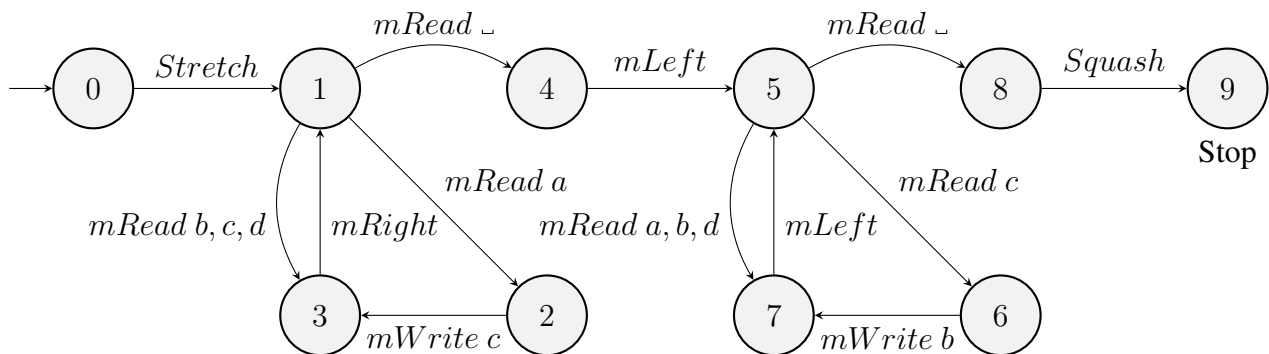 mRead ␣
mRead ␣
Stretch
mLeft
Squash
0
1
4
5
8
9
Stop
mRead a
mRead c
mRead b, c, d
mRight
mRead a, b, d
mLeft
3
2
7
6
mWrite c
mWrite b